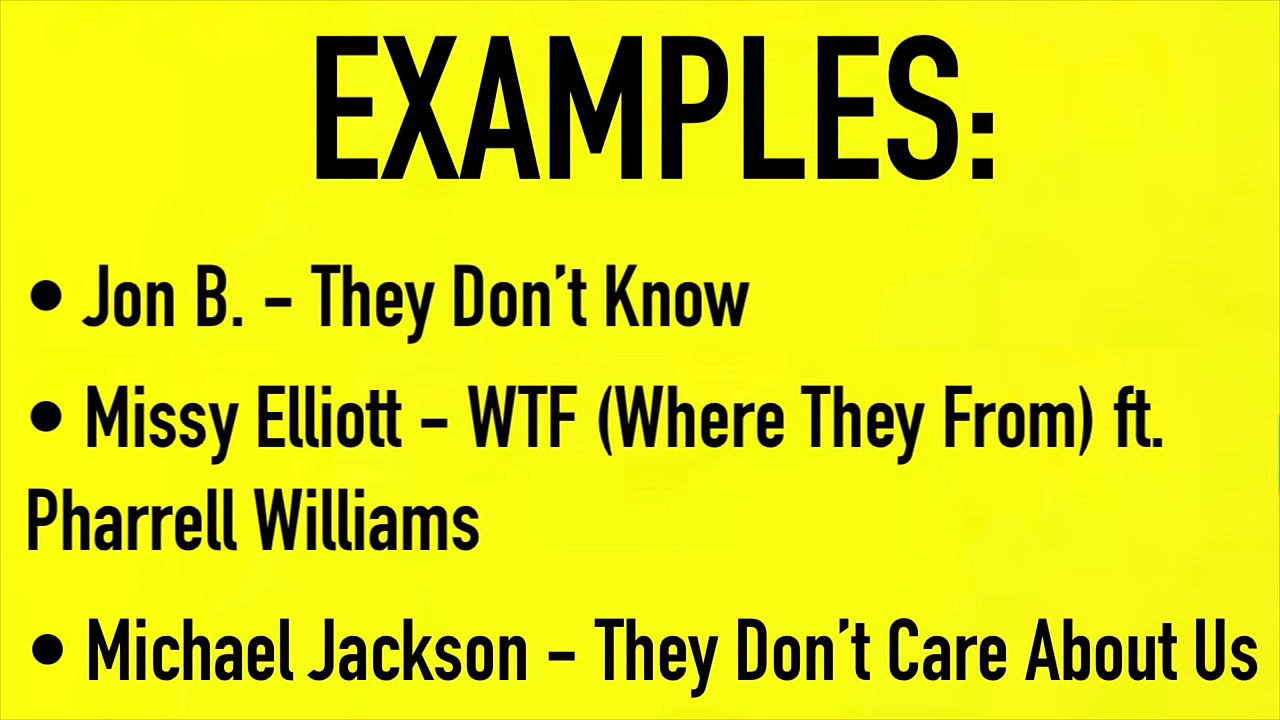 EXAMPLES:
• Jon B. - They Don’t Know
• Missy Elliott - WTF (Where They From) ft.
Pharrell Williams
• Michael Jackson - They Don’t Care About Us